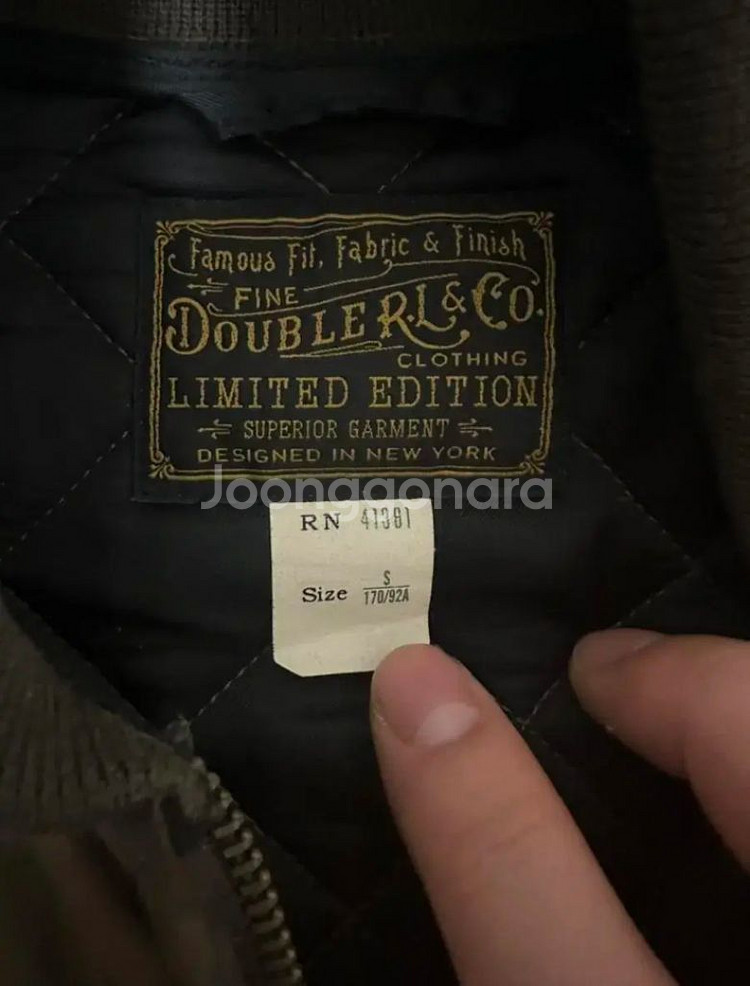 Famous Fit, Fabric & Finish
FINE
DOUBLE RL & Co.
CLOTHING
LIMITED EDITION
SUPERIOR GARMENT
DESIGNED IN NEW YORK
Joonggonara
RN 41381
Size S
170/92A